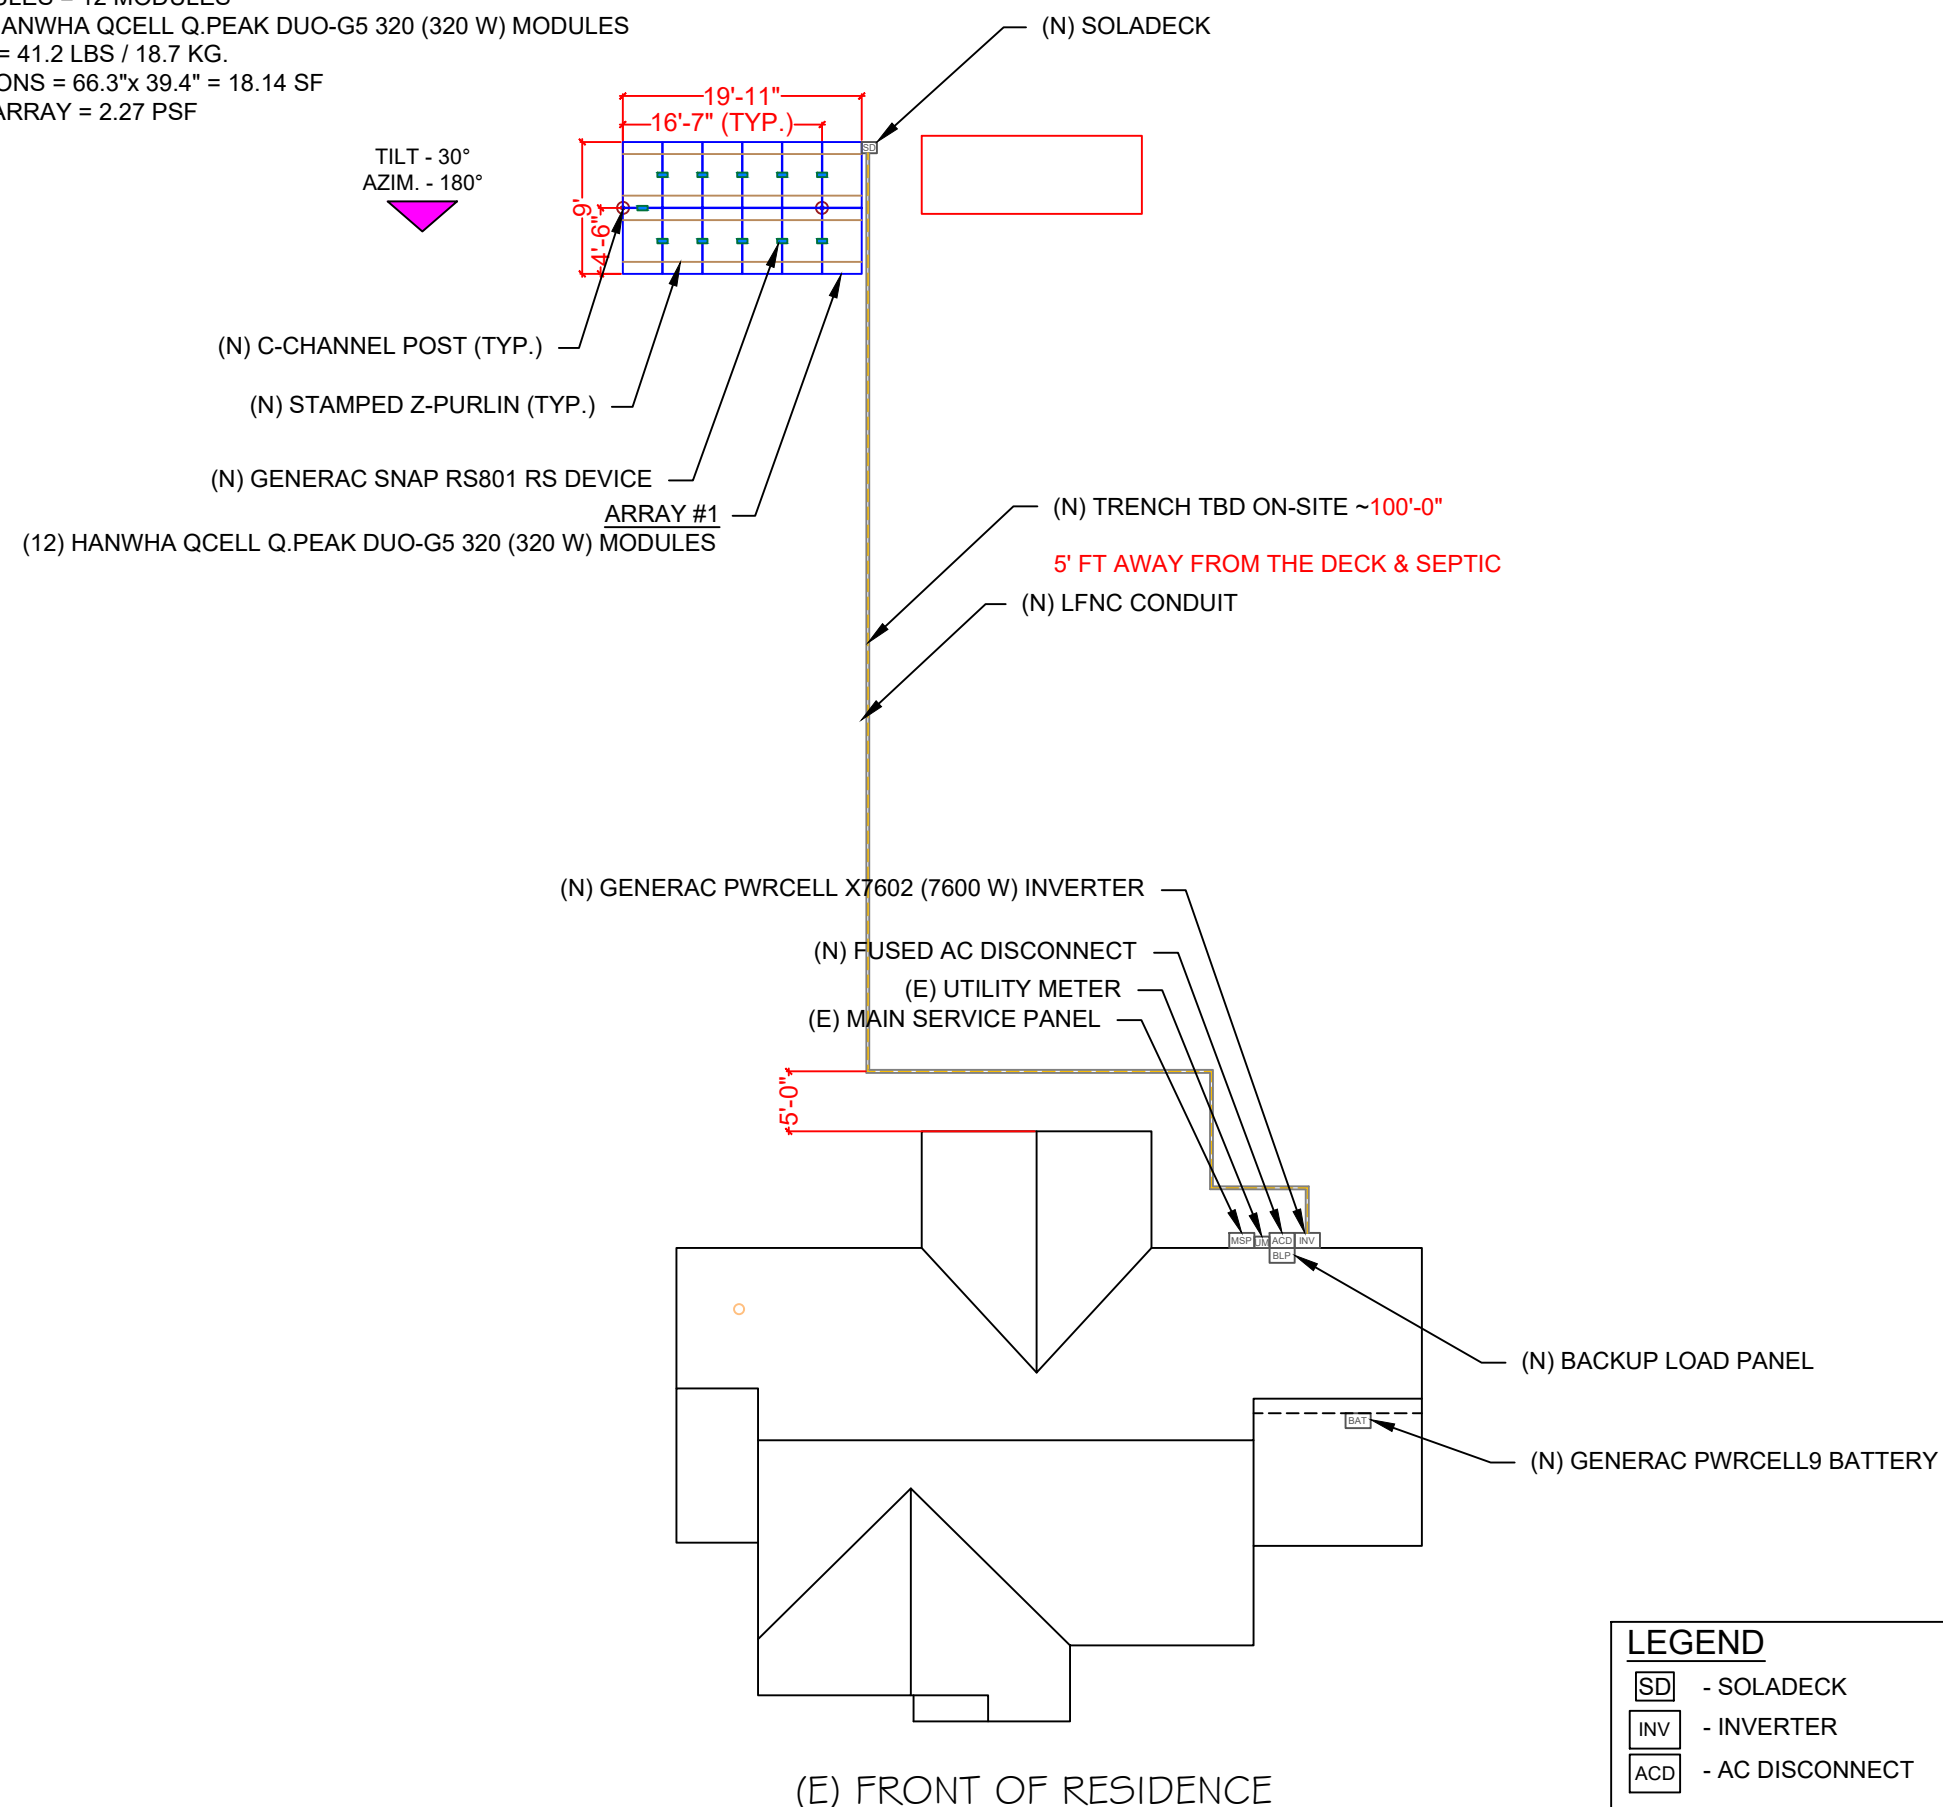 = 12 MODULES
HANWHA QCELL Q.PEAK DUO-G5 320 (320 W) MODULES
= 41.2 LBS / 18.7 KG.
= 66.3"x 39.4" = 18.14 SF
ARRAY = 2.27 PSF
(N) SOLADECK
19'-11"
16'-7" (TYP.)
SD
TILT - 30°
AZIM. - 180°
9'
4'-6"
(N) C-CHANNEL POST (TYP.)
(N) STAMPED Z-PURLIN (TYP.)
(N) GENERAC SNAP RS801 RS DEVICE
ARRAY #1
(12) HANWHA QCELL Q.PEAK DUO-G5 320 (320 W) MODULES
(N) TRENCH TBD ON-SITE ~100'-0"
5' FT AWAY FROM THE DECK & SEPTIC
(N) LFNC CONDUIT
(N) GENERAC PWRCELL X7602 (7600 W) INVERTER
(N) FUSED AC DISCONNECT
(E) UTILITY METER
(E) MAIN SERVICE PANEL
5'-0"
MSP UM ACD INV
BLP
(N) BACKUP LOAD PANEL
BAT
(N) GENERAC PWRCELL9 BATTERY
LEGEND
SD - SOLADECK
INV - INVERTER
ACD - AC DISCONNECT
(E) FRONT OF RESIDENCE